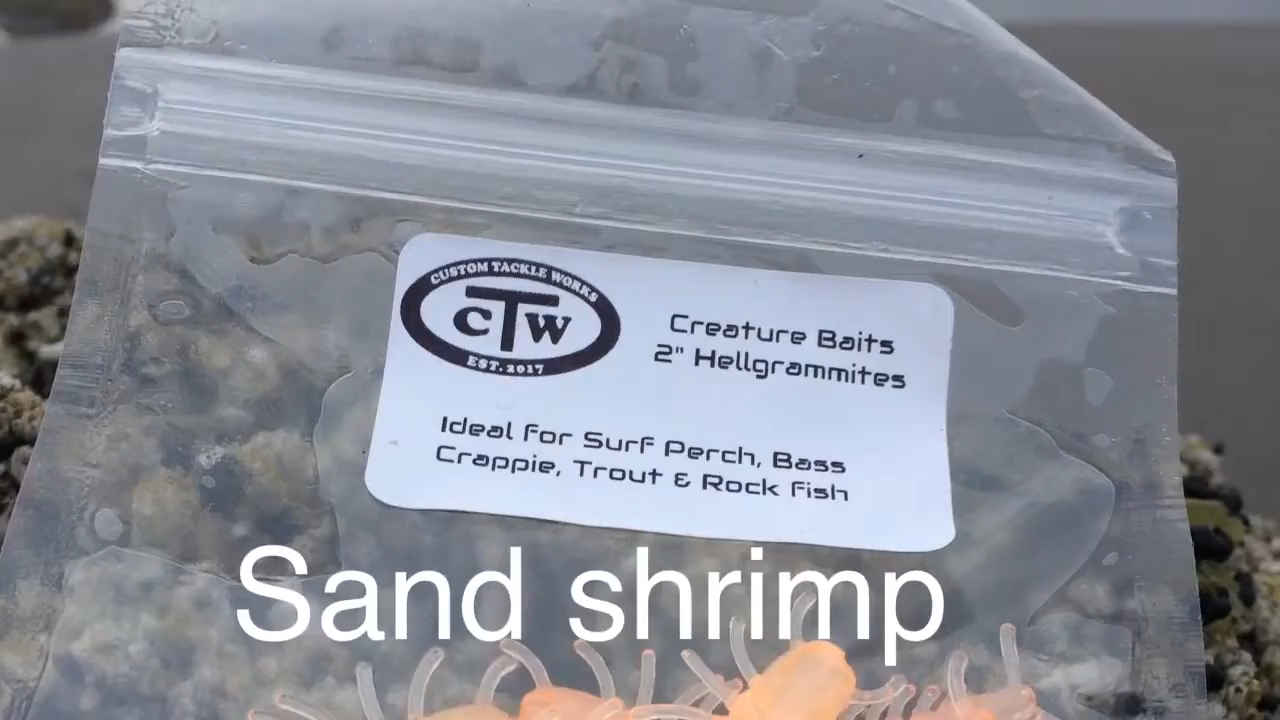 CUSTOM TACKLE WORKS
CTW
EST. 2017
Creature Baits
2" Hellgrammites
Ideal for Surf Perch, Bass
Crappie, Trout & Rock fish
Sand shrimp